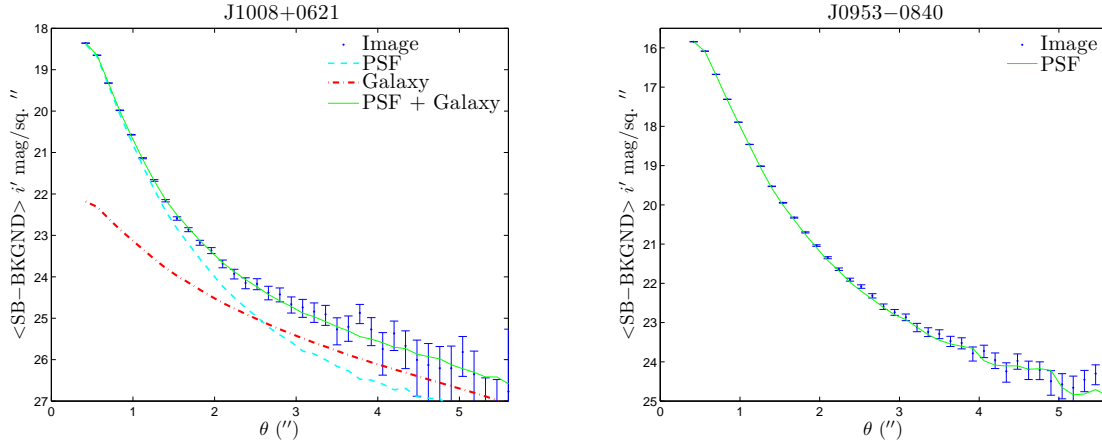 J1008+0621
<SB−BKGND> i′ mag/sq. ″
18
19
20
21
22
23
24
25
26
27
0
1
2
3
4
5
θ (″)
Image
PSF
Galaxy
PSF + Galaxy
J0953−0840
<SB−BKGND> i′ mag/sq. ″
16
17
18
19
20
21
22
23
24
25
0
1
2
3
4
5
θ (″)
Image
PSF